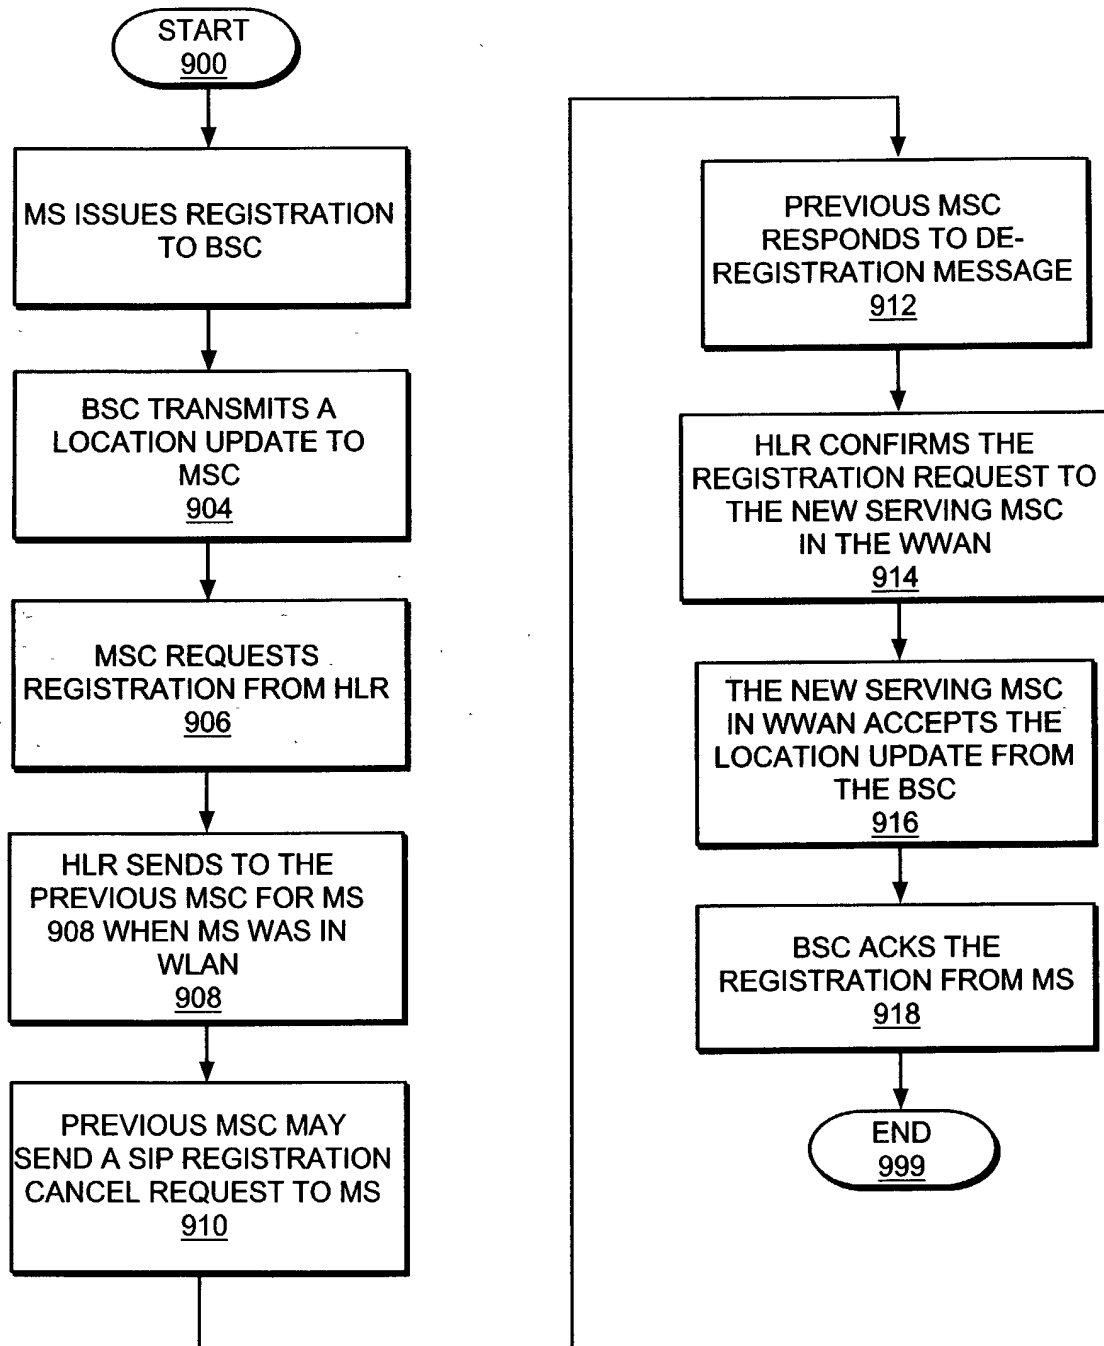 START
900
MS ISSUES REGISTRATION
TO BSC
BSC TRANSMITS A
LOCATION UPDATE TO
MSC
904
MSC REQUESTS
REGISTRATION FROM HLR
906
HLR SENDS TO THE
PREVIOUS MSC FOR MS
908 WHEN MS WAS IN
WLAN
908
PREVIOUS MSC MAY
SEND A SIP REGISTRATION
CANCEL REQUEST TO MS
910
PREVIOUS MSC
RESPONDS TO DE-
REGISTRATION MESSAGE
912
HLR CONFIRMS THE
REGISTRATION REQUEST TO
THE NEW SERVING MSC
IN THE WWAN
914
THE NEW SERVING MSC
IN WWAN ACCEPTS THE
LOCATION UPDATE FROM
THE BSC
916
BSC ACKS THE
REGISTRATION FROM MS
918
END
999